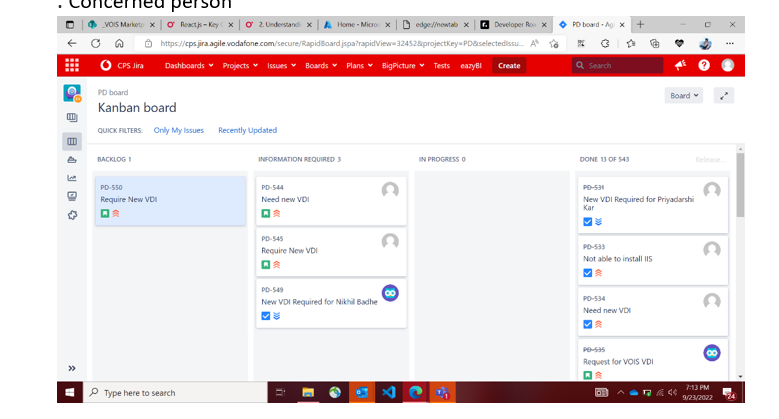 . Concerned person
_VOIS Marketp
React.js – Key C
2. Understandi
Home - Micros
edge://newtab
Developer Roa
PD board - Agi
https://cps.jira.agile.vodafone.com/secure/RapidBoard.jspa?rapidView=32452&projectKey=PD&selectedIssu...
CPS Jira Dashboards Projects Issues Boards Plans BigPicture Tests eazyBI Create Search
PD board
Kanban board
Board
QUICK FILTERS: Only My Issues Recently Updated
BACKLOG 1 INFORMATION REQUIRED 3 IN PROGRESS 0 DONE 13 OF 543 Release...
PD-550
Require New VDI
PD-544
Need new VDI
PD-545
Require New VDI
PD-549
New VDI Required for Nikhil Badhe
PD-531
New VDI Required for Priyadarshi
Kar
PD-533
Not able to install IIS
PD-534
Need new VDI
PD-535
Request for VOIS VDI
Type here to search
7:13 PM
9/23/2022
24